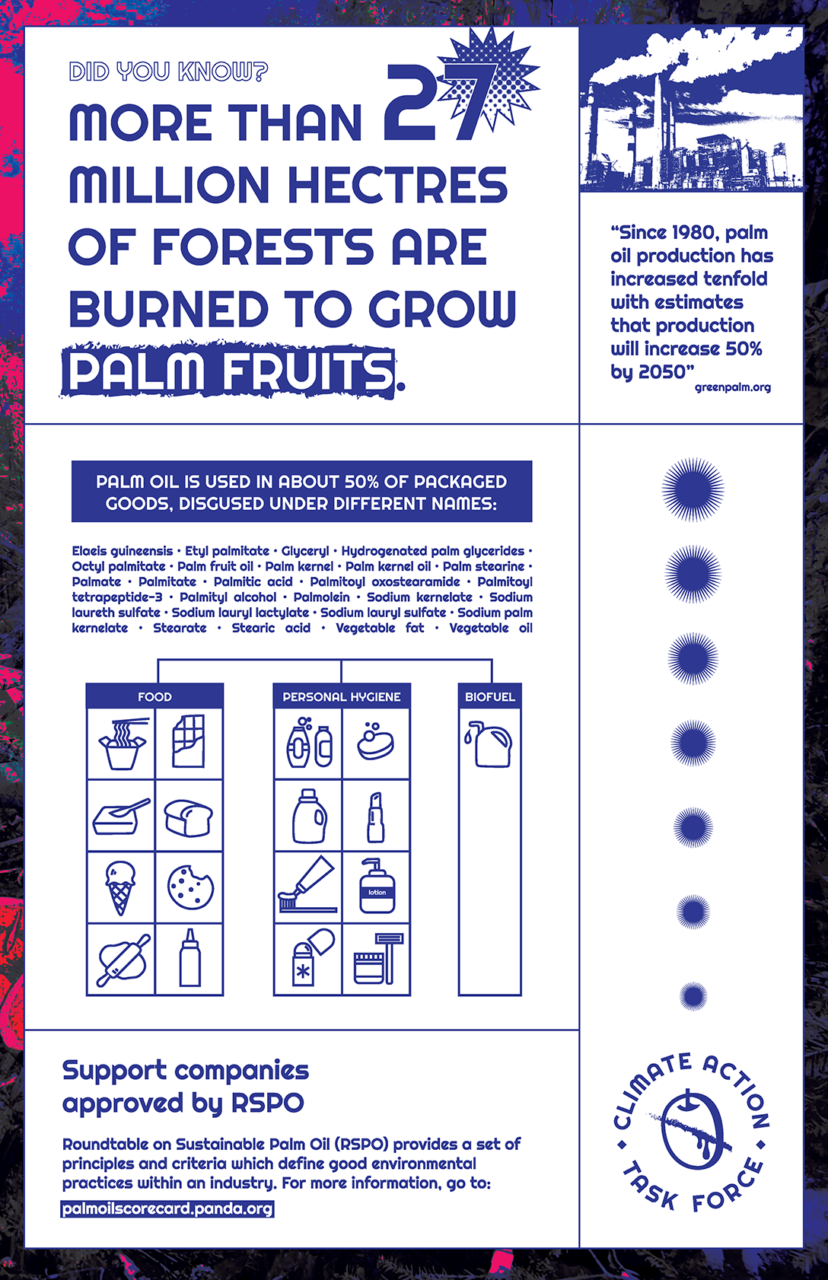 DID YOU KNOW?
MORE THAN 27
MILLION HECTRES
OF FORESTS ARE
BURNED TO GROW
PALM FRUITS.
“Since 1980, palm
oil production has
increased tenfold
with estimates
that production
will increase 50%
by 2050”
greenpalm.org
PALM OIL IS USED IN ABOUT 50% OF PACKAGED
GOODS, DISGUSED UNDER DIFFERENT NAMES:
Elaeis guineensis · Etyl palmitate · Glyceryl · Hydrogenated palm glycerides ·
Octyl palmitate · Palm fruit oil · Palm kernel · Palm kernel oil · Palm stearine ·
Palmate · Palmitate · Palmitic acid · Palmitoyl oxostearamide · Palmitoyl
tetrapeptide-3 · Palmityl alcohol · Palmolein · Sodium kernelate · Sodium
laureth sulfate · Sodium lauryl lactylate · Sodium lauryl sulfate · Sodium palm
kernelate · Stearate · Stearic acid · Vegetable fat · Vegetable oil
FOOD
PERSONAL HYGIENE
BIOFUEL
lotion
Support companies
approved by RSPO
Roundtable on Sustainable Palm Oil (RSPO) provides a set of
principles and criteria which define good environmental
practices within an industry. For more information, go to:
palmoilscorecard.panda.org
CLIMATE ACTION
TASK FORCE